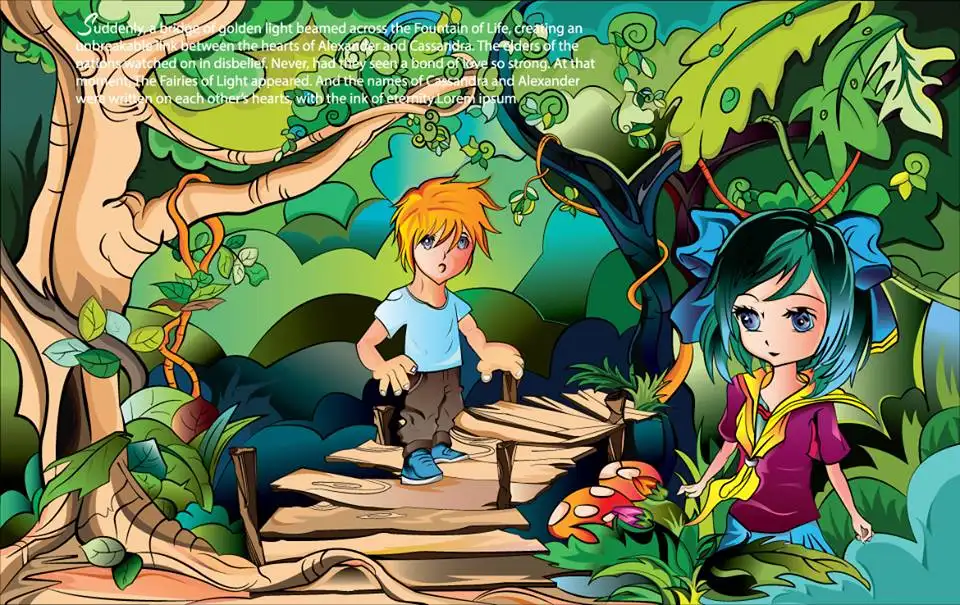 Suddenly, a bridge of golden light beamed across the Fountain of Life, creating an
unbreakable link between the hearts of Alexander and Cassandra. The elders of the
nations watched on in disbelief, Never, had they seen a bond of love so strong. At that
moment, The Fairies of Light appeared. And the names of Cassandra and Alexander
were written on each other's hearts, with the ink of eternity.Lorem ipsum